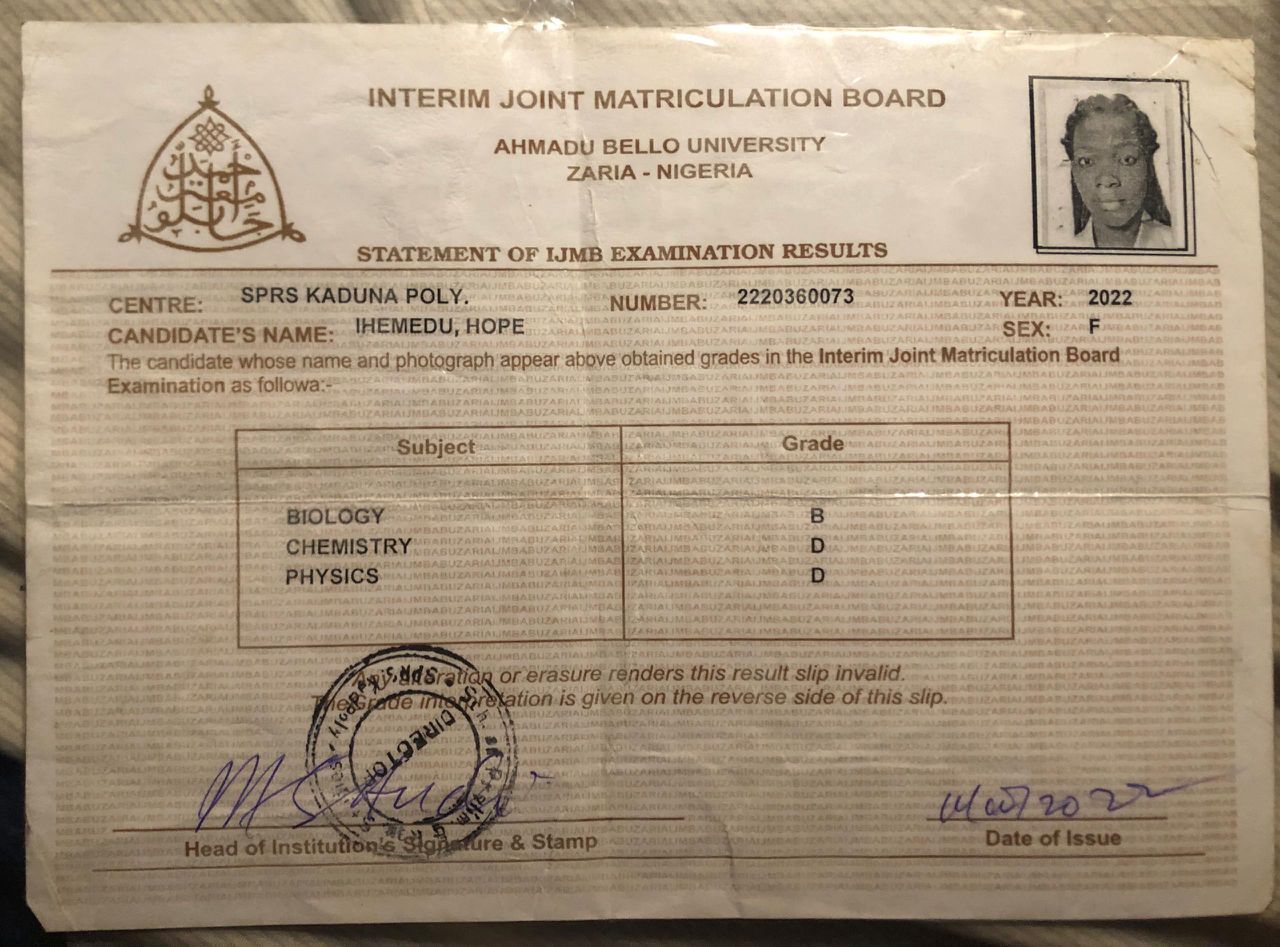 INTERIM JOINT MATRICULATION BOARD
AHMADU BELLO UNIVERSITY
ZARIA - NIGERIA
STATEMENT OF IJMB EXAMINATION RESULTS
CENTRE: SPRS KADUNA POLY. NUMBER: 2220360073 YEAR: 2022
CANDIDATE'S NAME: IHEMEDU, HOPE SEX: F
The candidate whose name and photograph appear above obtained grades in the Interim Joint Matriculation Board
Examination as followa:-
Subject Grade
BIOLOGY B
CHEMISTRY D
PHYSICS D
Any alteration or erasure renders this result slip invalid.
The Grade interpretation is given on the reverse side of this slip.
DIRECTOR
Head of Institution's Signature & Stamp
Date of Issue